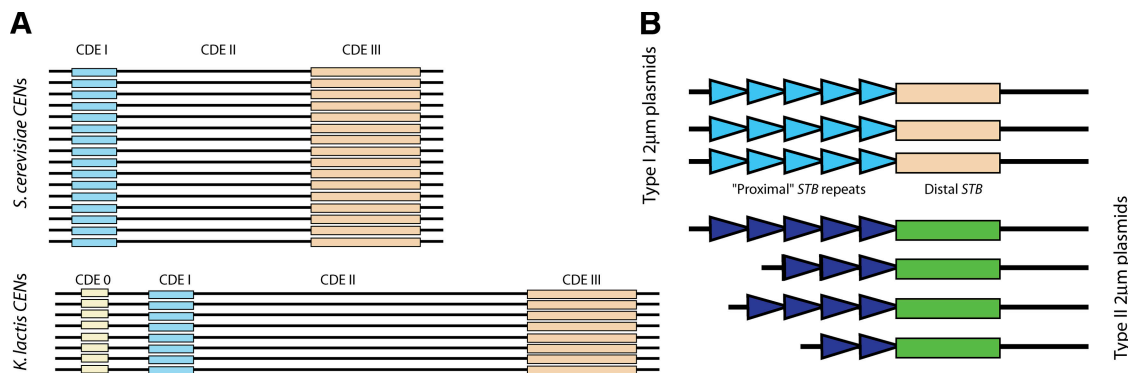 A
CDE I CDE II CDE III
S.cerevisiae CENs
CDE 0 CDE I CDE II CDE III
K.lactis CENs
B
Type I 2µm plasmids
"Proximal" STB repeats Distal STB
Type II 2µm plasmids